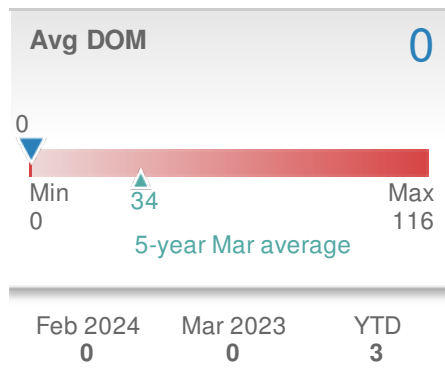 Avg DOM 0
0
Min Max
0 34 116
5-year Mar average
Feb 2024 Mar 2023 YTD
0 0 3